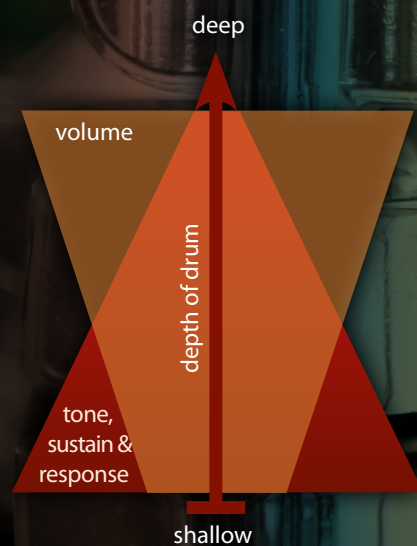 deep
volume
depth of drum
tone,
sustain &
response
shallow